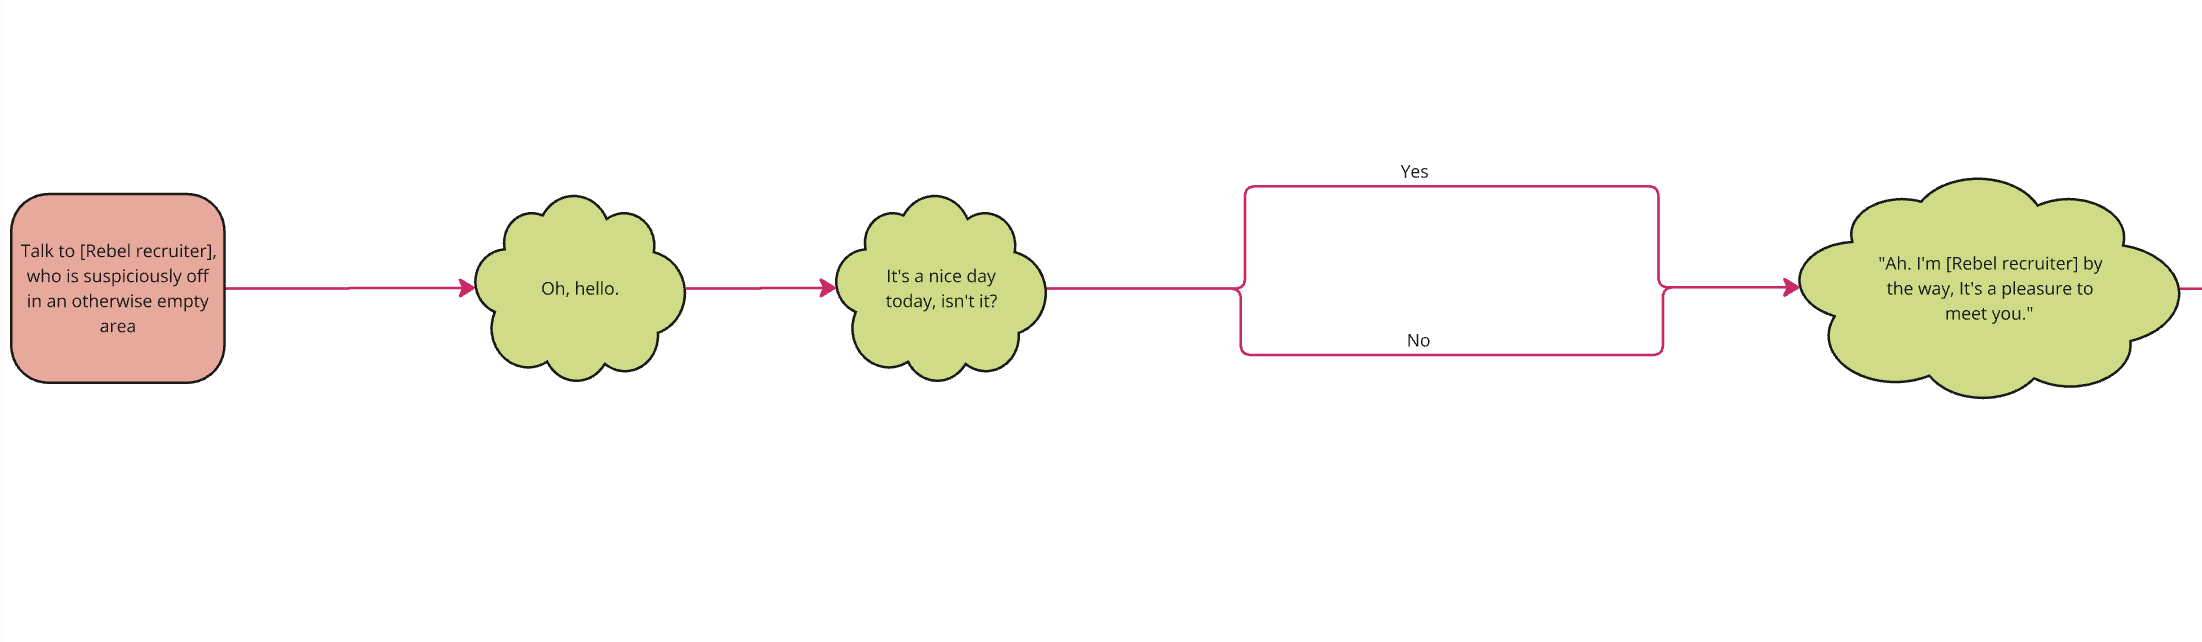 Talk to [Rebel recruiter],
who is suspiciously off
in an otherwise empty
area
Oh, hello.
It's a nice day
today, isn't it?
Yes
No
"Ah. I'm [Rebel recruiter] by
the way, It's a pleasure to
meet you."